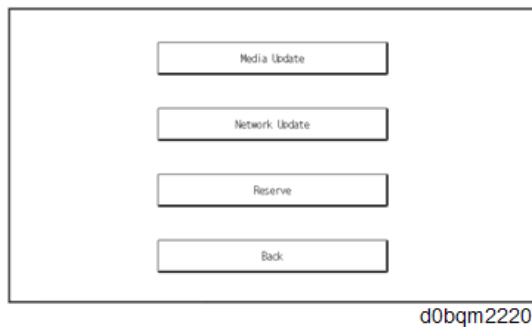 Media Update
Network Update
Reserve
Back
d0bqm2220